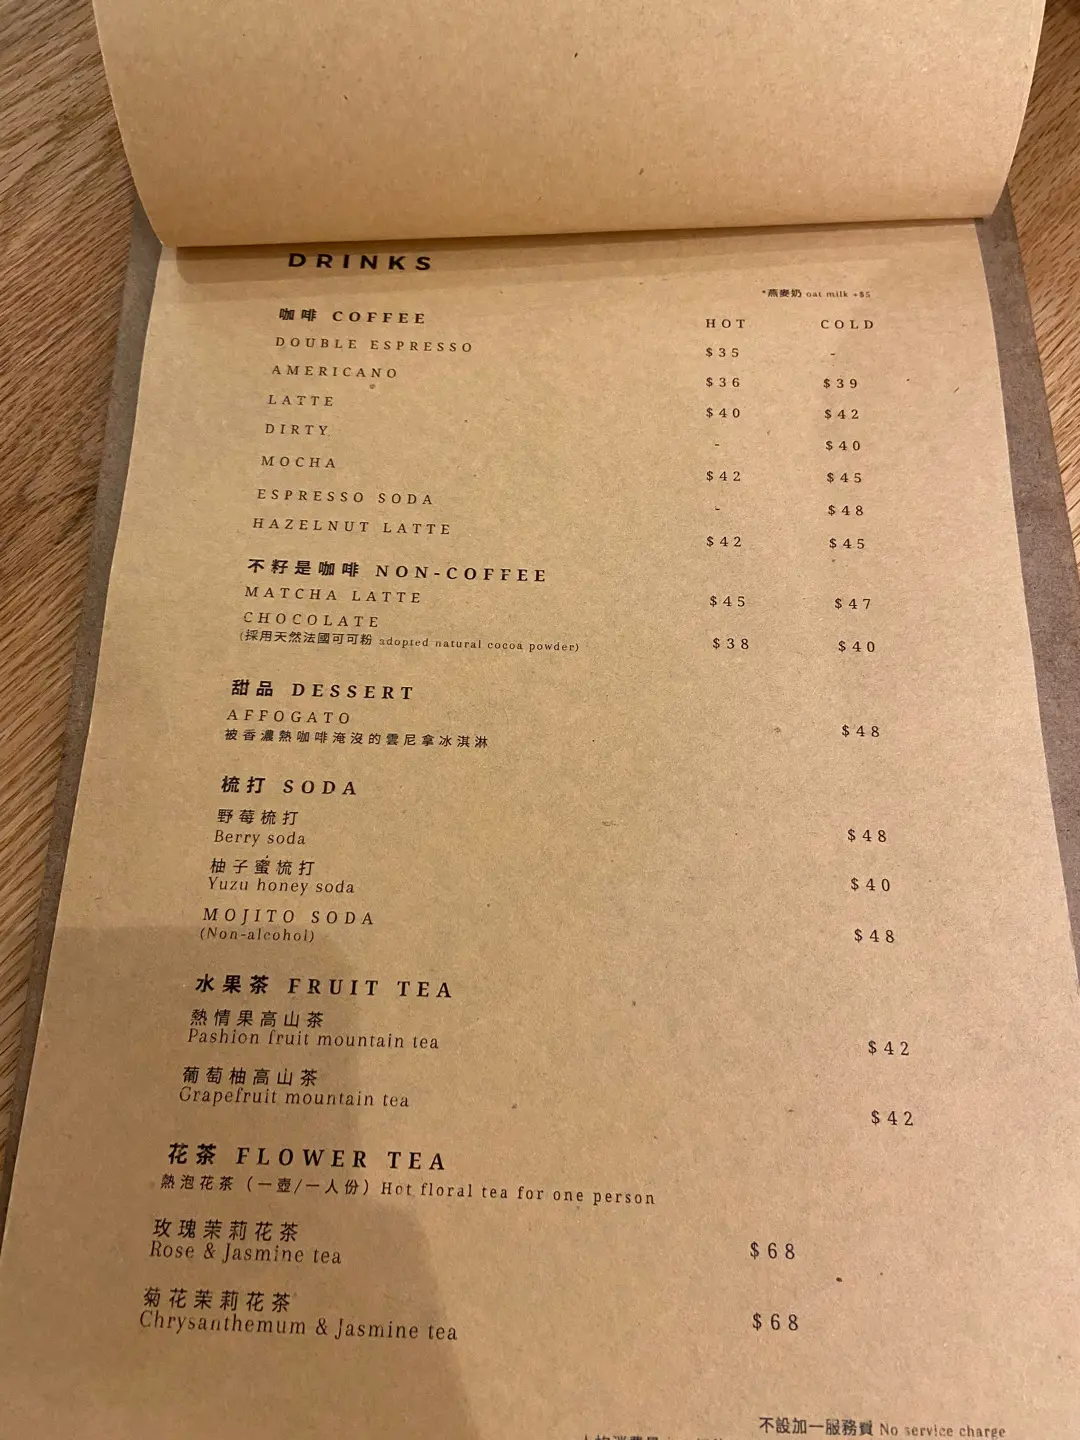 DRINKS
*燕麥奶 oat milk +$5
咖啡 COFFEE HOT COLD
DOUBLE ESPRESSO $35 -
AMERICANO $36 $39
LATTE $40 $42
DIRTY - $40
MOCHA $42 $45
ESPRESSO SODA - $48
HAZELNUT LATTE $42 $45
不籽是咖啡 NON-COFFEE
MATCHA LATTE $45 $47
CHOCOLATE $38 $40
(採用天然法國可可粉 adopted natural cocoa powder)
甜品 DESSERT
AFFOGATO $48
被香濃熱咖啡淹沒的雲尼拿冰淇淋
梳打 SODA
野莓梳打
Berry soda $48
柚子蜜梳打
Yuzu honey soda $40
MOJITO SODA
(Non-alcohol) $48
水果茶 FRUIT TEA
熱情果高山茶
Pashion fruit mountain tea $42
葡萄柚高山茶
Grapefruit mountain tea $42
花茶 FLOWER TEA
熱泡花茶（一壺/一人份）Hot floral tea for one person
玫瑰茉莉花茶
Rose & Jasmine tea $68
菊花茉莉花茶
Chrysanthemum & Jasmine tea $68
不設加一服務費 No service charge